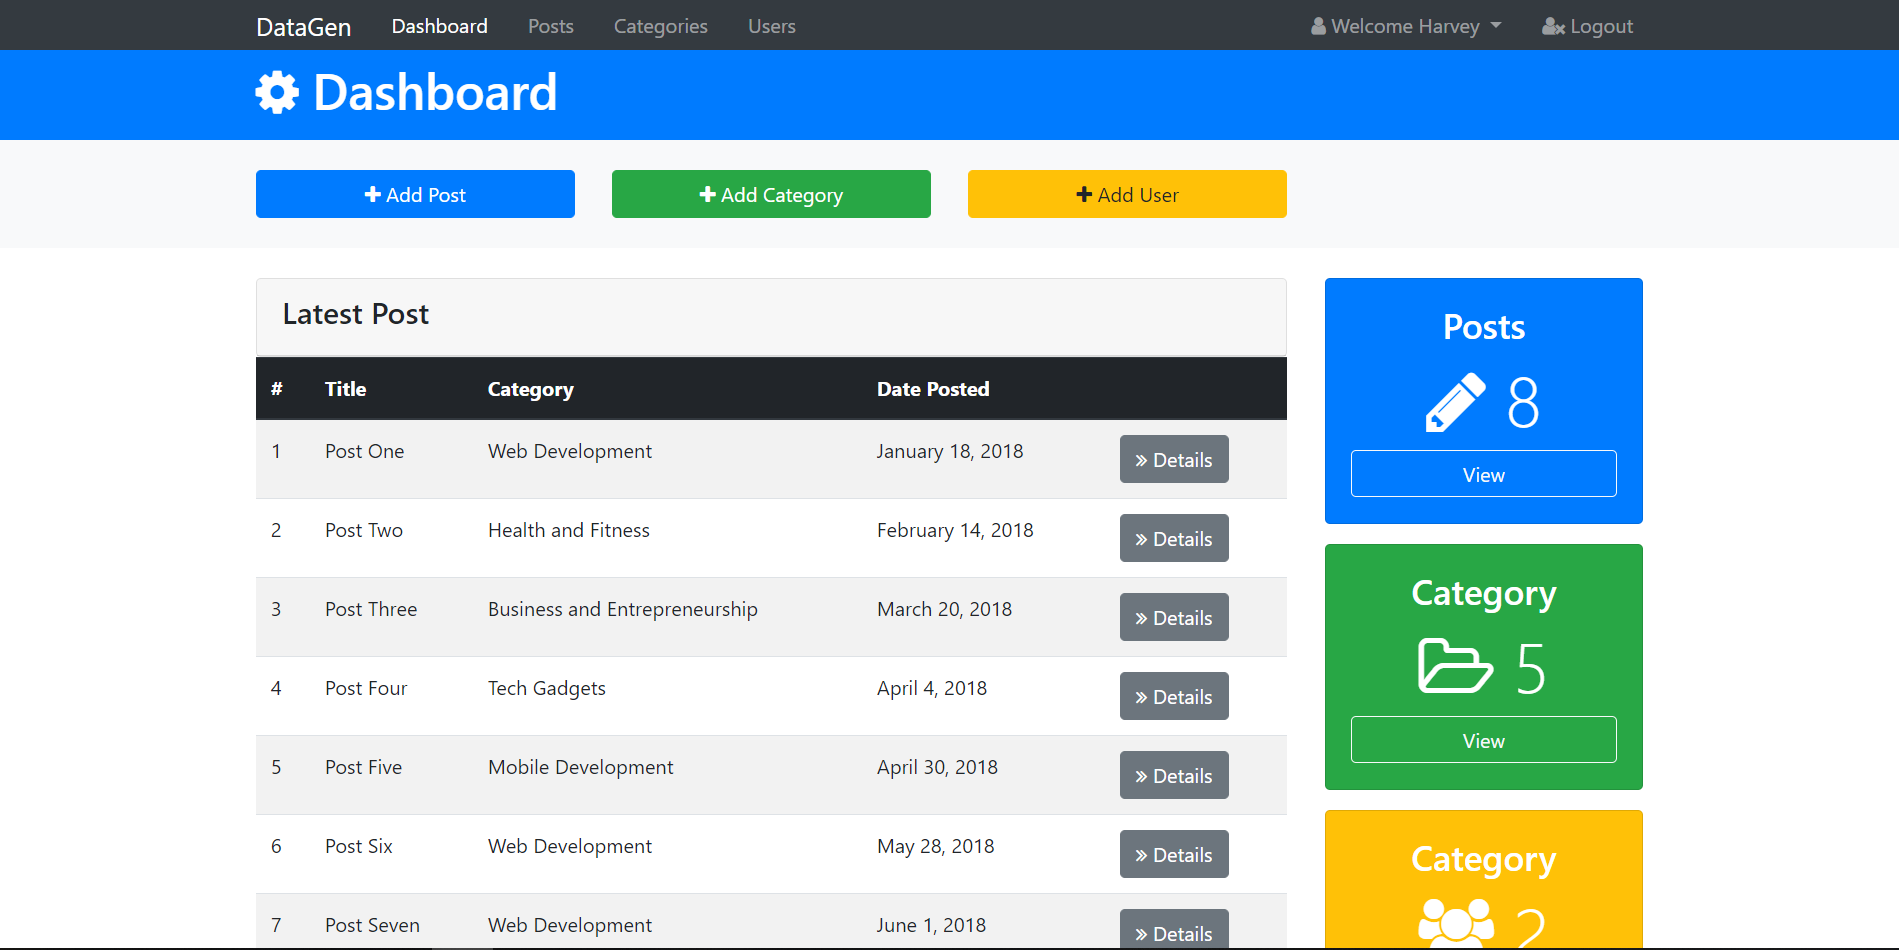 DataGen Dashboard Posts Categories Users Welcome Harvey Logout
Dashboard
Add Post Add Category Add User
Latest Post
# Title Category Date Posted
1 Post One Web Development January 18, 2018 Details
2 Post Two Health and Fitness February 14, 2018 Details
3 Post Three Business and Entrepreneurship March 20, 2018 Details
4 Post Four Tech Gadgets April 4, 2018 Details
5 Post Five Mobile Development April 30, 2018 Details
6 Post Six Web Development May 28, 2018 Details
7 Post Seven Web Development June 1, 2018 Details
Posts
8
View
Category
5
View
Category
2